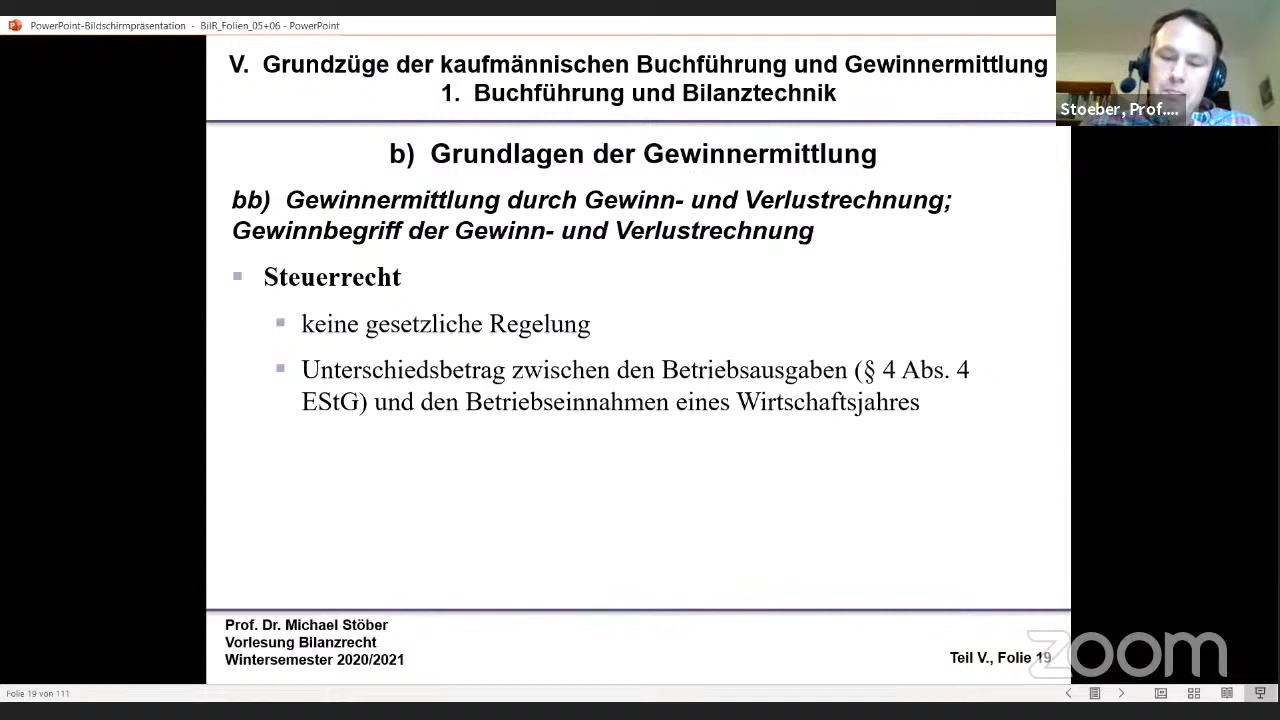 PowerPoint-Bildschirmpräsentation - BilR_Folien_05+06 - PowerPoint
V. Grundzüge der kaufmännischen Buchführung und Gewinnermittlung
1. Buchführung und Bilanztechnik
Stoeber, Prof....
b) Grundlagen der Gewinnermittlung
bb) Gewinnermittlung durch Gewinn- und Verlustrechnung;
Gewinnbegriff der Gewinn- und Verlustrechnung
Steuerrecht
keine gesetzliche Regelung
Unterschiedsbetrag zwischen den Betriebsausgaben (§ 4 Abs. 4
EStG) und den Betriebseinnahmen eines Wirtschaftsjahres
Prof. Dr. Michael Stöber
Vorlesung Bilanzrecht
Wintersemester 2020/2021
Teil V., Folie 19
zoom
Folie 19 von 111